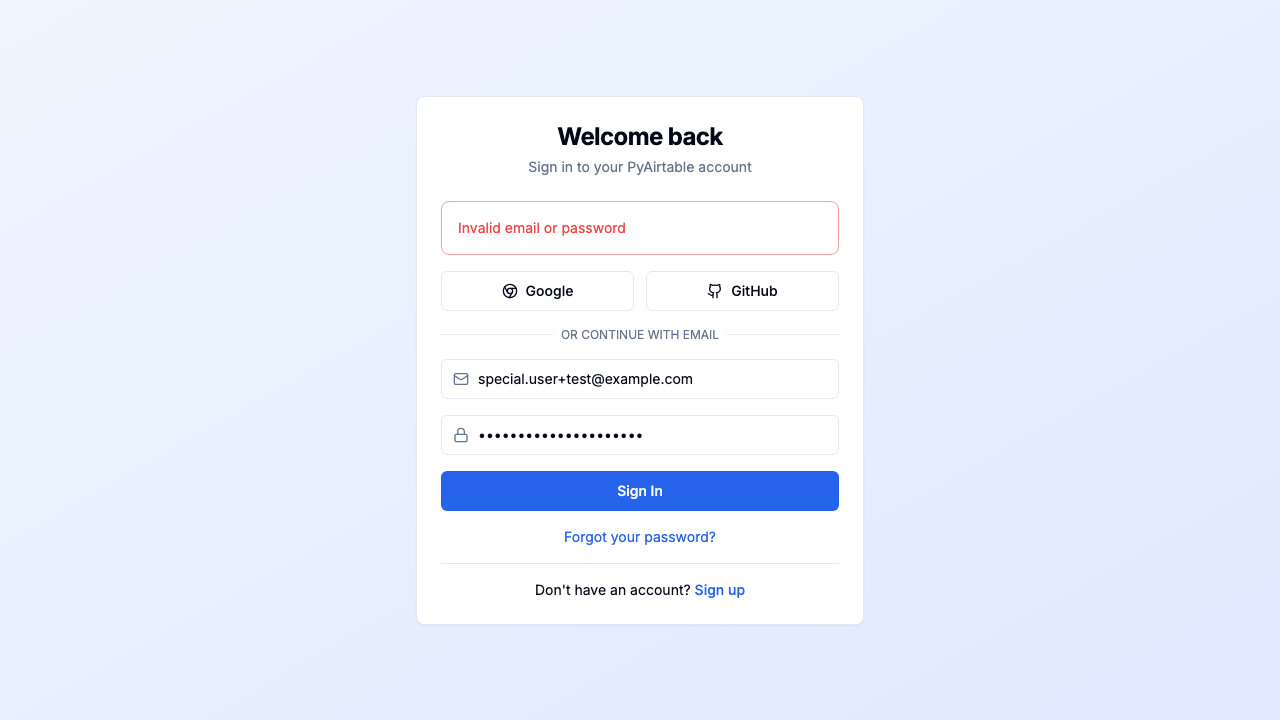 Welcome back
Sign in to your PyAirtable account
Invalid email or password
Google
GitHub
OR CONTINUE WITH EMAIL
special.user+test@example.com
•••••••••••••••••••••
Sign In
Forgot your password?
Don't have an account? Sign up